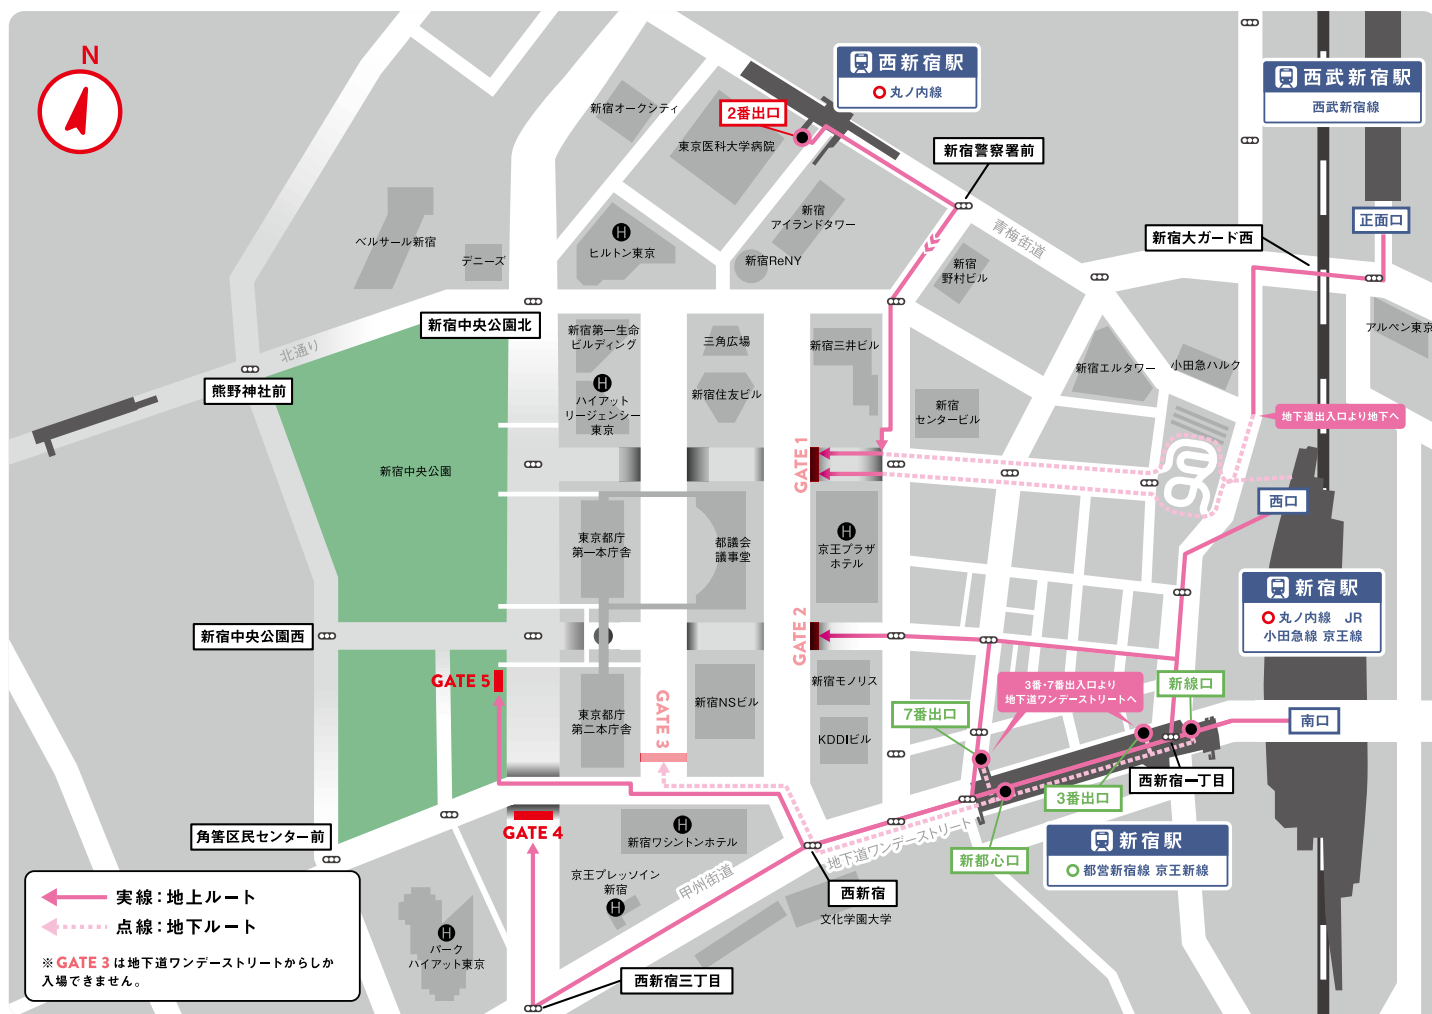 N
西新宿駅
丸ノ内線
西武新宿駅
西武新宿線
2番出口
新宿オークシティ
東京医科大学病院
新宿警察署前
正面口
新宿大ガード西
新宿
アイランドタワー
青梅街道
ベルサール新宿
デニーズ
H
ヒルトン東京
新宿ReNY
新宿
野村ビル
新宿中央公園北
新宿第一生命
ビルディング
三角広場
新宿三井ビル
アルペン東京
北通り
熊野神社前
H
ハイアット
リージェンシー
東京
新宿住友ビル
新宿エルタワー
小田急ハルク
新宿
センタービル
地下道出入口より地下へ
新宿中央公園
GATE 1
西口
東京都庁
第一本庁舎
都議会
議事堂
H
京王プラザ
ホテル
新宿駅
丸ノ内線 JR
小田急線 京王線
新宿中央公園西
GATE 2
GATE 5
東京都庁
第二本庁舎
GATE 3
新宿NSビル
新宿モノリス
KDDIビル
3番・7番出入口より
地下道ワンデーストリートへ
新線口
7番出口
南口
西新宿一丁目
3番出口
角筈区民センター前
GATE 4
H
新宿ワシントンホテル
地下道ワンデーストリート
新都心口
新宿駅
都営新宿線 京王新線
京王プレッソイン
新宿
H
甲州街道
西新宿
文化学園大学
H
パーク
ハイアット東京
西新宿三丁目
実線：地上ルート
点線：地下ルート
※GATE 3 は地下道ワンデーストリートからしか
入場できません。